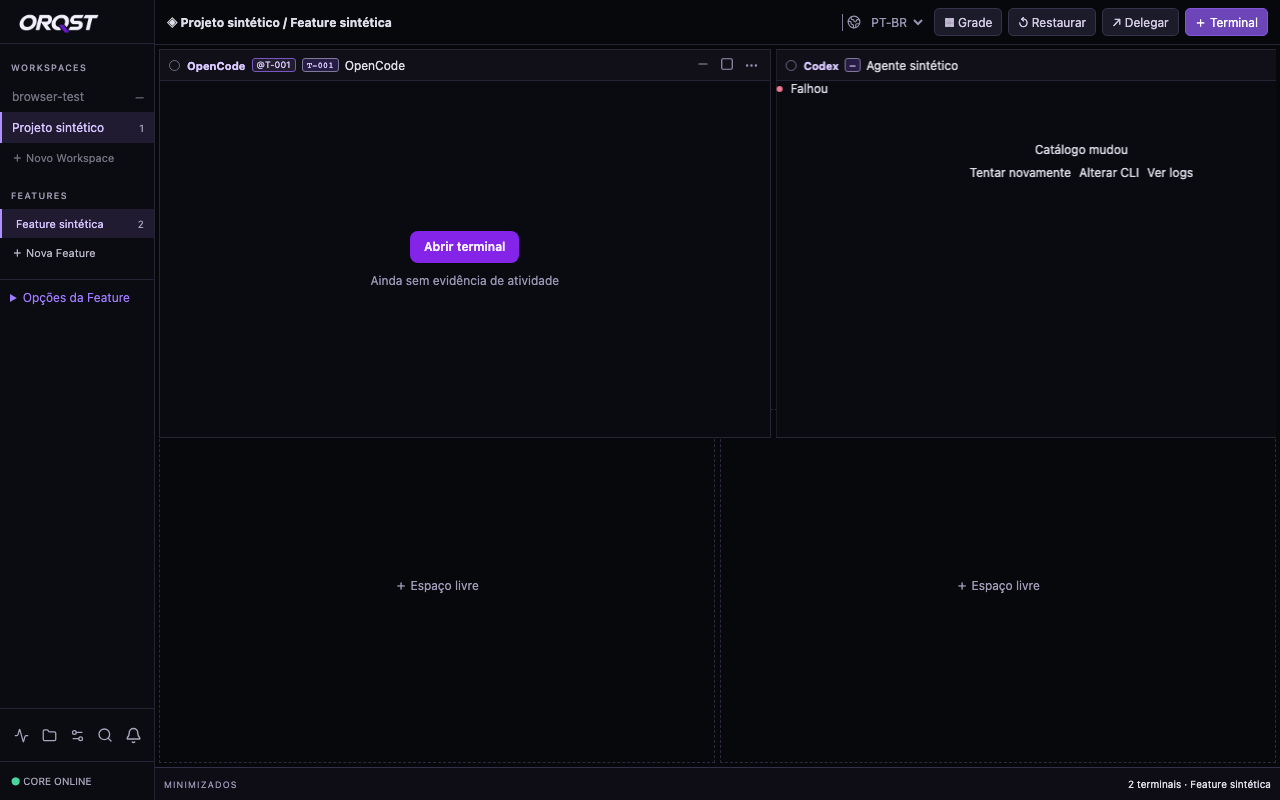 ORQST
◈ Projeto sintético / Feature sintética
PT-BR
Grade
Restaurar
Delegar
+ Terminal
WORKSPACES
browser-test —
Projeto sintético 1
+ Novo Workspace
FEATURES
Feature sintética 2
+ Nova Feature
Opções da Feature
CORE ONLINE
OpenCode @T-001 T-001 OpenCode
Abrir terminal
Ainda sem evidência de atividade
Codex — Agente sintético
Falhou
Catálogo mudou
Tentar novamente Alterar CLI Ver logs
+ Espaço livre
+ Espaço livre
MINIMIZADOS
2 terminais · Feature sintética